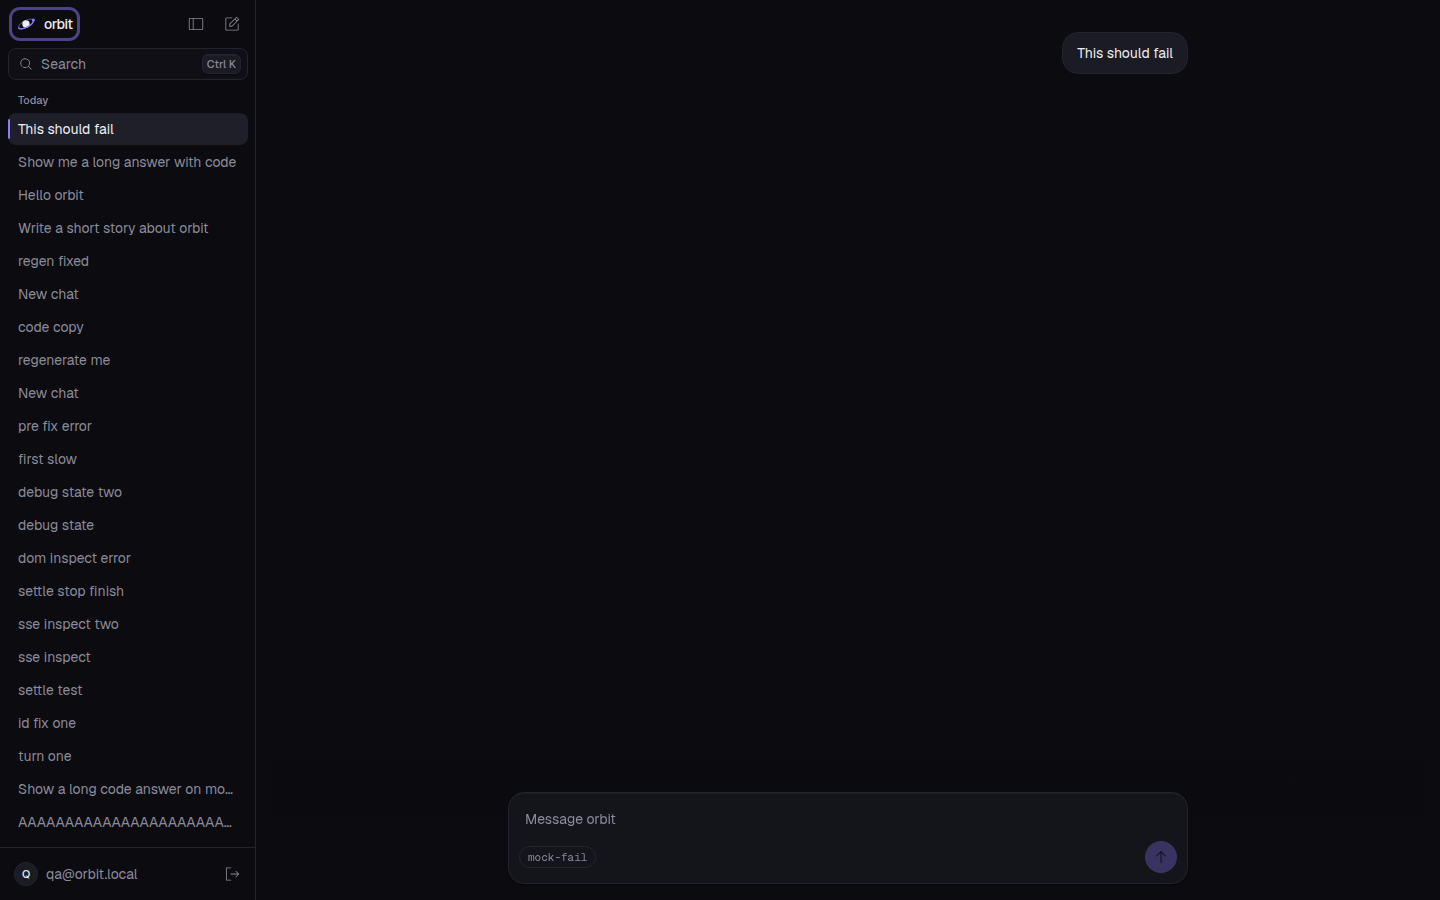 orbit
Search
Ctrl K
Today
This should fail
Show me a long answer with code
Hello orbit
Write a short story about orbit
regen fixed
New chat
code copy
regenerate me
New chat
pre fix error
first slow
debug state two
debug state
dom inspect error
settle stop finish
sse inspect two
sse inspect
settle test
id fix one
turn one
Show a long code answer on mo...
AAAAAAAAAAAAAAAAAAAAAA...
Q
qa@orbit.local
This should fail
Message orbit
mock-fail